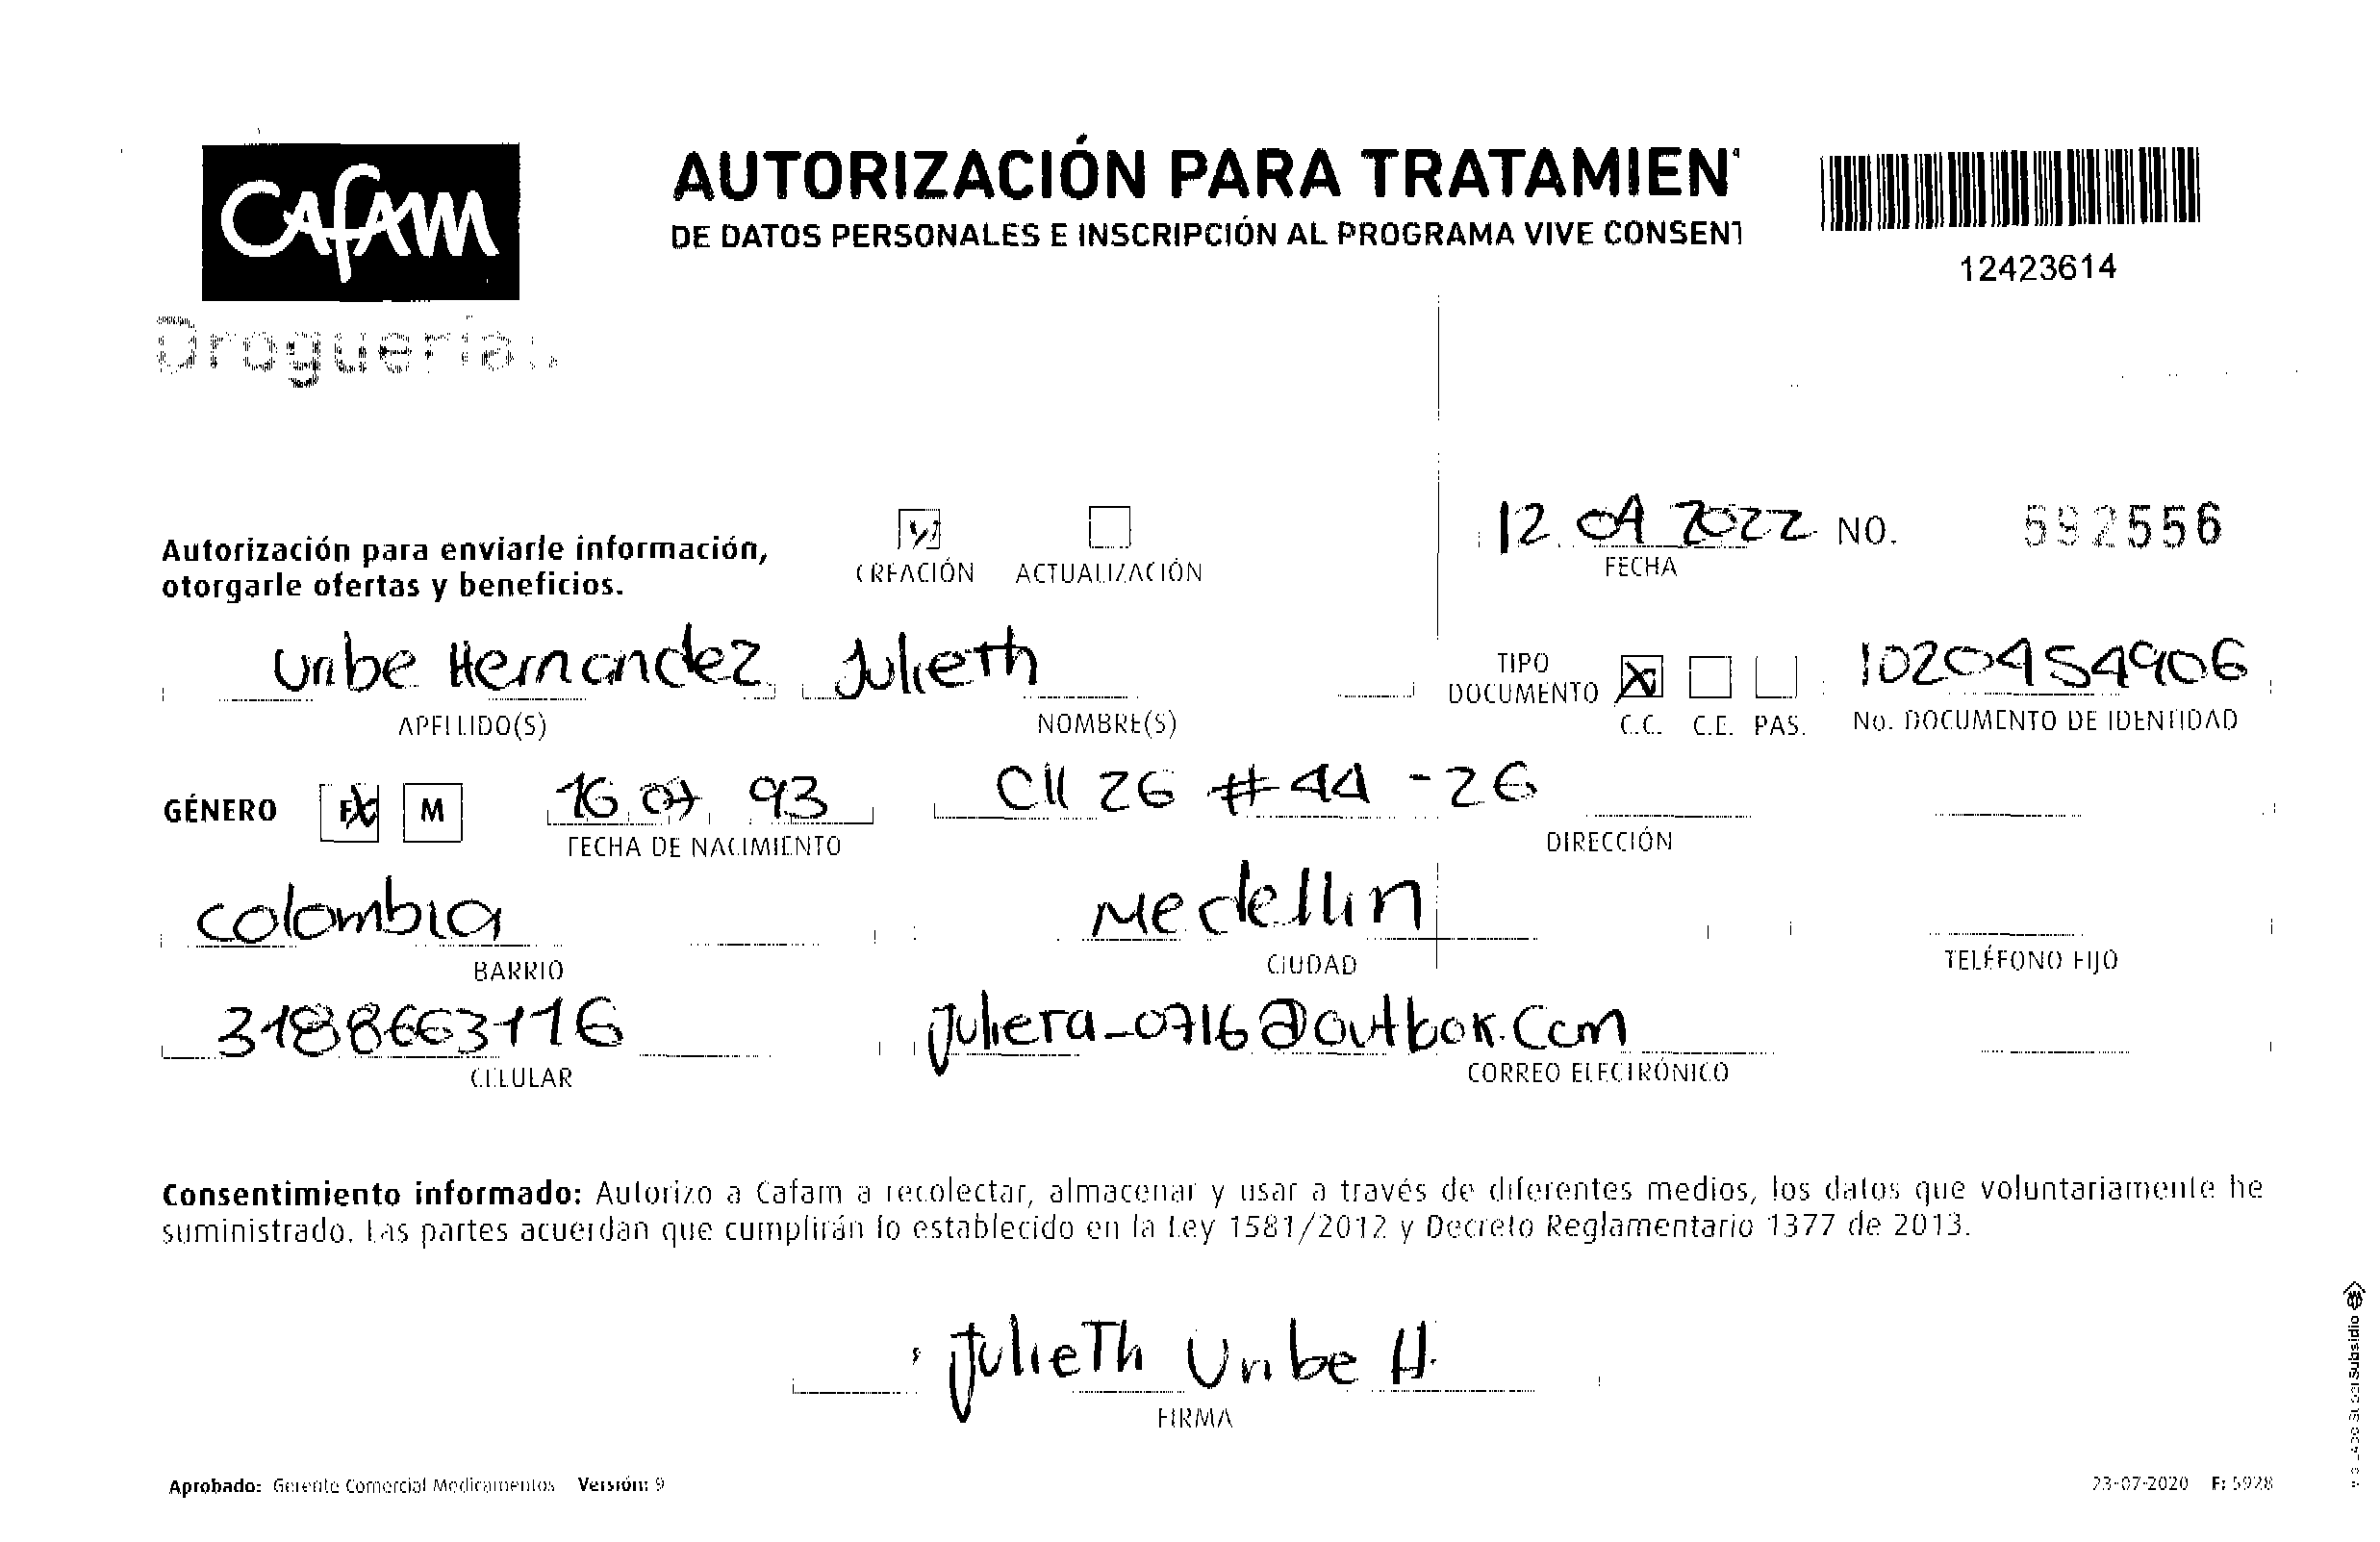 CAFAM
Droguerías
AUTORIZACIÓN PARA TRATAMIEN
DE DATOS PERSONALES E INSCRIPCIÓN AL PROGRAMA VIVE CONSENT
12423614
Autorización para enviarle información,
otorgarle ofertas y beneficios.
CREACIÓN ACTUALIZACIÓN
12 04 2022 NO. 592556
FECHA
Uribe Hernandez Julieth
TIPO DOCUMENTO
1020454906
APELLIDO(S) NOMBRE(S) C.C. C.E. PAS. No. DOCUMENTO DE IDENTIDAD
GÉNERO F M 16 07 93 Cll 26 #44 -26
FECHA DE NACIMIENTO DIRECCIÓN
Colombia Medellin
BARRIO CIUDAD TELÉFONO FIJO
3188663116 Juliera_0716@outlook.com
CELULAR CORREO ELECTRÓNICO
Consentimiento informado: Autorizo a Cafam a recolectar, almacenar y usar a través de diferentes medios, los datos que voluntariamente he
suministrado. Las partes acuerdan que cumplirán lo establecido en la Ley 1581/2012 y Decreto Reglamentario 1377 de 2013.
Julieth Uribe H.
FIRMA
Aprobado: Gerente Comercial Medicamentos Versión: 9
23-07-2020 F: 5928
Subsidio